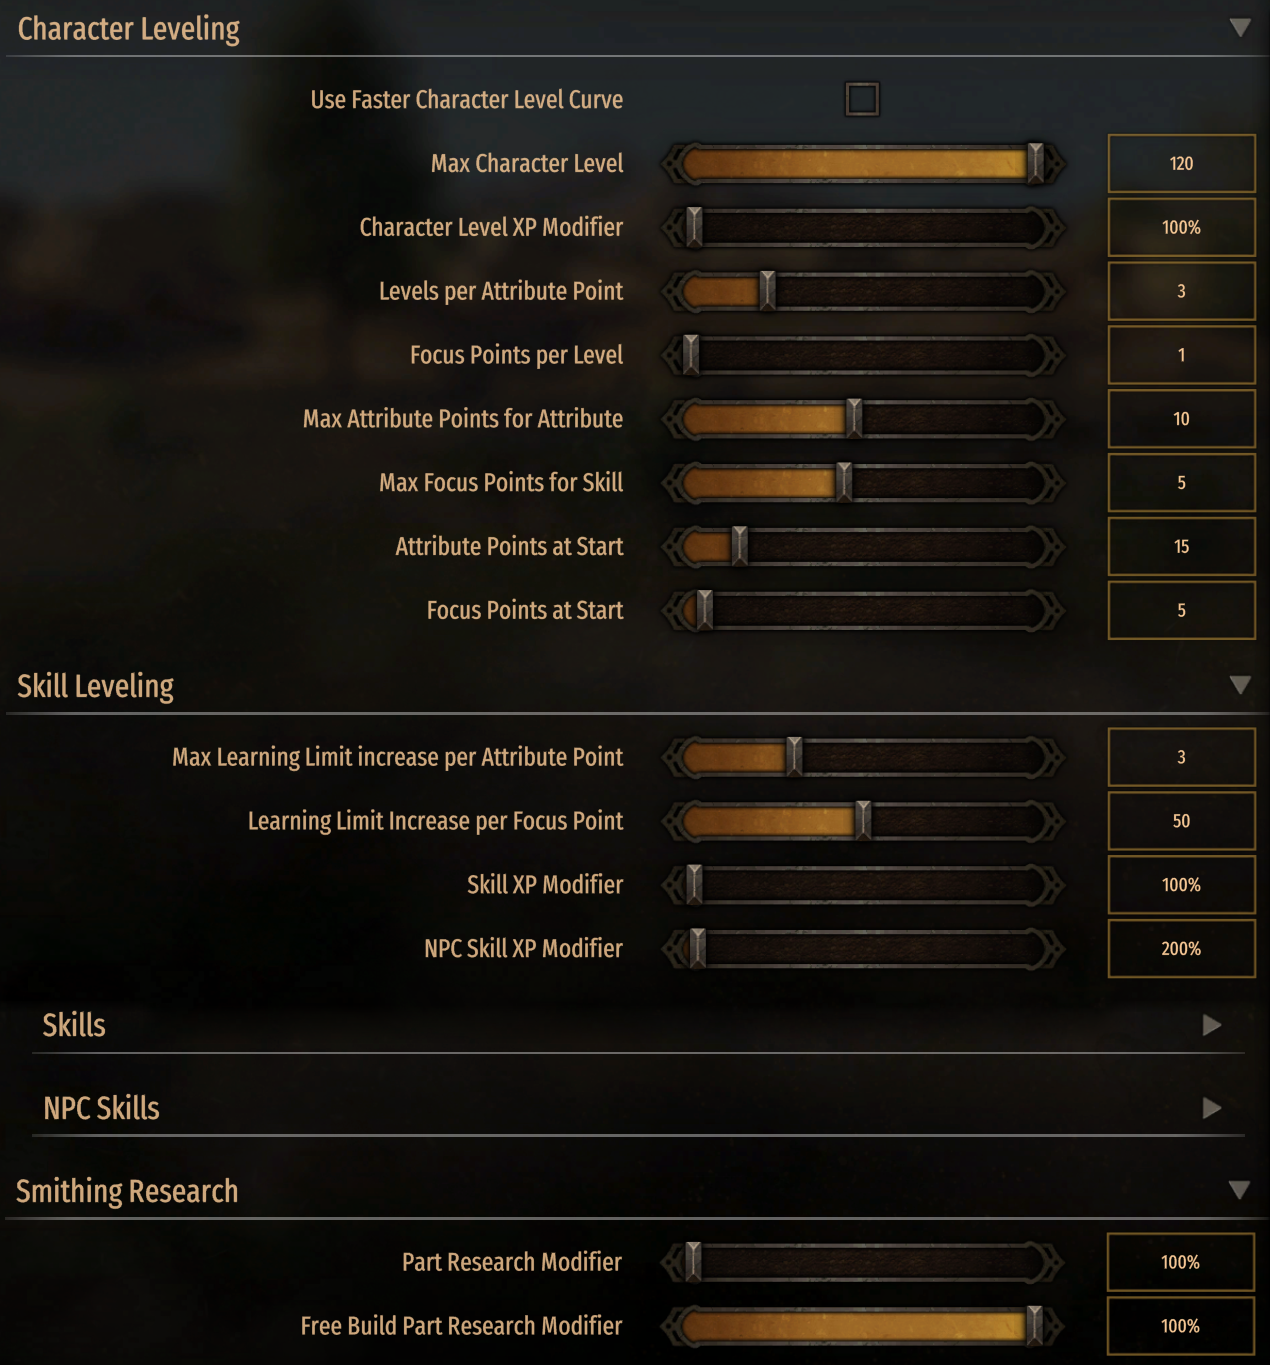 Character Leveling
Use Faster Character Level Curve
Max Character Level 120
Character Level XP Modifier 100%
Levels per Attribute Point 3
Focus Points per Level 1
Max Attribute Points for Attribute 10
Max Focus Points for Skill 5
Attribute Points at Start 15
Focus Points at Start 5
Skill Leveling
Max Learning Limit increase per Attribute Point 3
Learning Limit Increase per Focus Point 50
Skill XP Modifier 100%
NPC Skill XP Modifier 200%
Skills
NPC Skills
Smithing Research
Part Research Modifier 100%
Free Build Part Research Modifier 100%